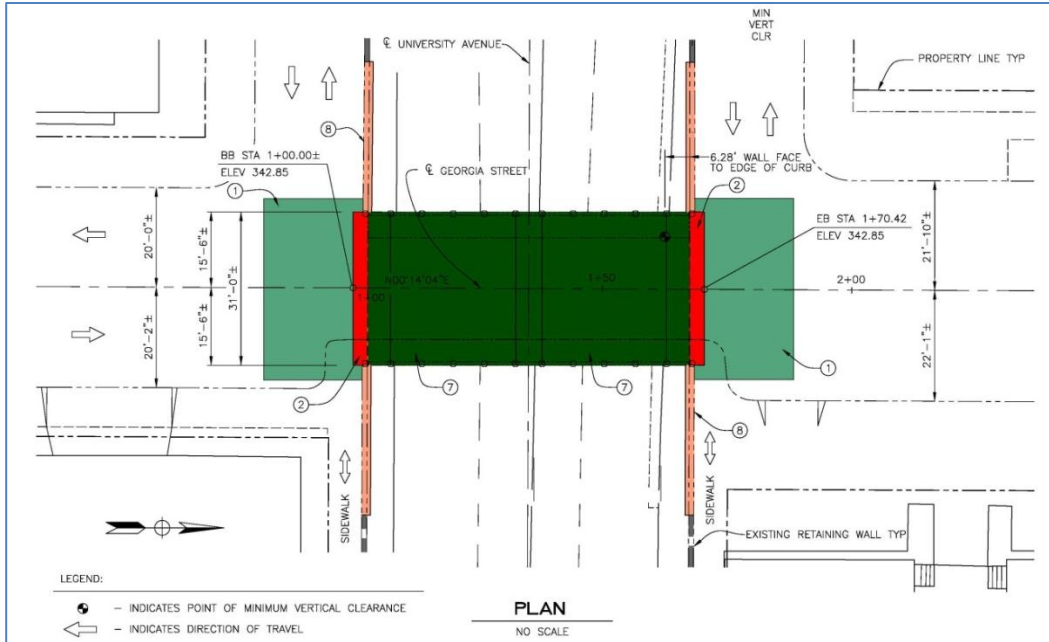 MIN
VERT
CLR
℄ UNIVERSITY AVENUE
PROPERTY LINE TYP
⑧
BB STA 1+00.00±
ELEV 342.85
℄ GEORGIA STREET
6.28' WALL FACE
TO EDGE OF CURB
①
②
EB STA 1+70.42
ELEV 342.85
20'-0"±
15'-6"±
31'-0"±
21'-10"±
N00°14'04"E
1+00
1+50
2+00
20'-2"±
15'-6"±
22'-1"±
②
⑦
⑦
①
⑧
SIDEWALK
SIDEWALK
EXISTING RETAINING WALL TYP
LEGEND:
– INDICATES POINT OF MINIMUM VERTICAL CLEARANCE
– INDICATES DIRECTION OF TRAVEL
PLAN
NO SCALE